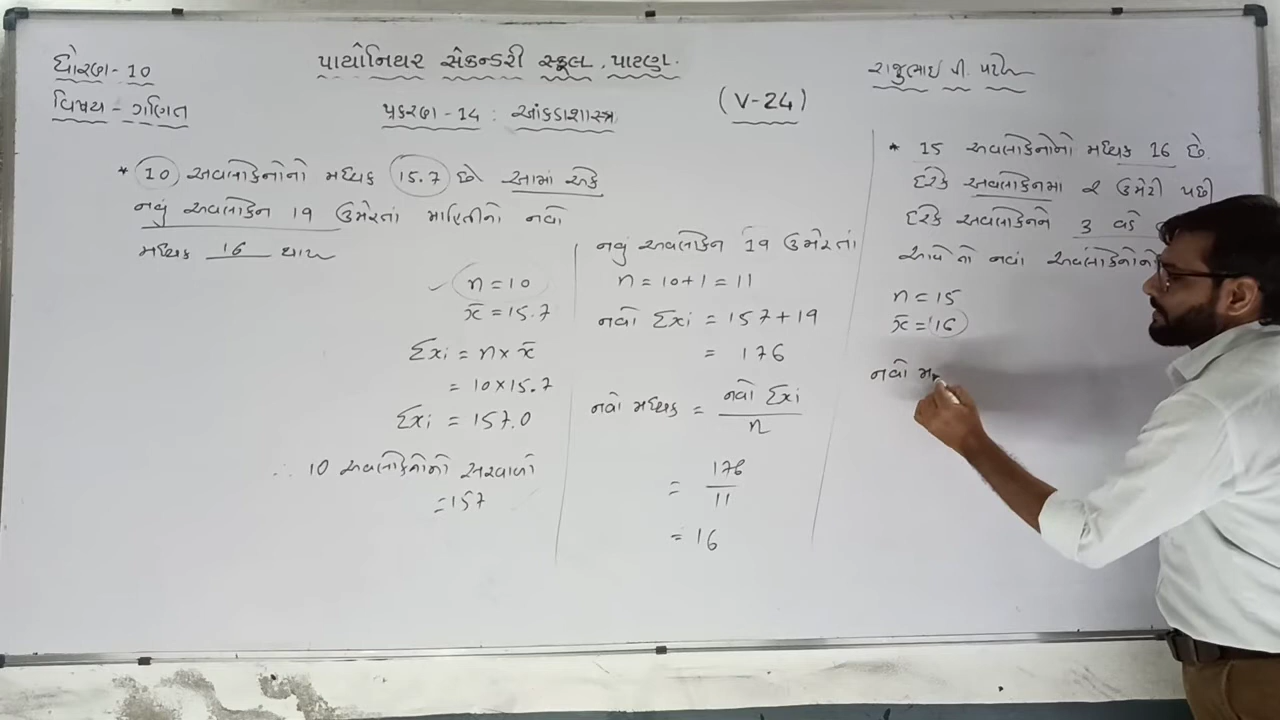 ધોરણ - 10
વિષય - ગણિત
પાયોનિયર સેકન્ડરી સ્કૂલ, પાટણ.
પ્રકરણ - 14 : આંકડાશાસ્ત્ર
(V-24)
રાજુભાઇ વી. પટેલ
* 10 અવલોકનોનો મધ્યક 15.7 છે આમાં એક
નવું અવલોકન 19 ઉમેરતાં માહિતીનો નવો
મધ્યક 16 થાય
n = 10
x̄ = 15.7
Σxi = n × x̄
= 10 × 15.7
Σxi = 157.0
∴ 10 અવલોકનોનો સરવાળો
= 157
નવું અવલોકન 19 ઉમેરતાં
n = 10 + 1 = 11
નવો Σxi = 157 + 19
= 176
નવો મધ્યક = નવો Σxi / n
= 176 / 11
= 16
* 15 અવલોકનોનો મધ્યક 16 છે.
દરેક અવલોકનમાં 2 ઉમેરી પછી
દરેક અવલોકનને 3 વડે
આવે તો નવાં અવલોકનોનો
n = 15
x̄ = 16
નવો મ